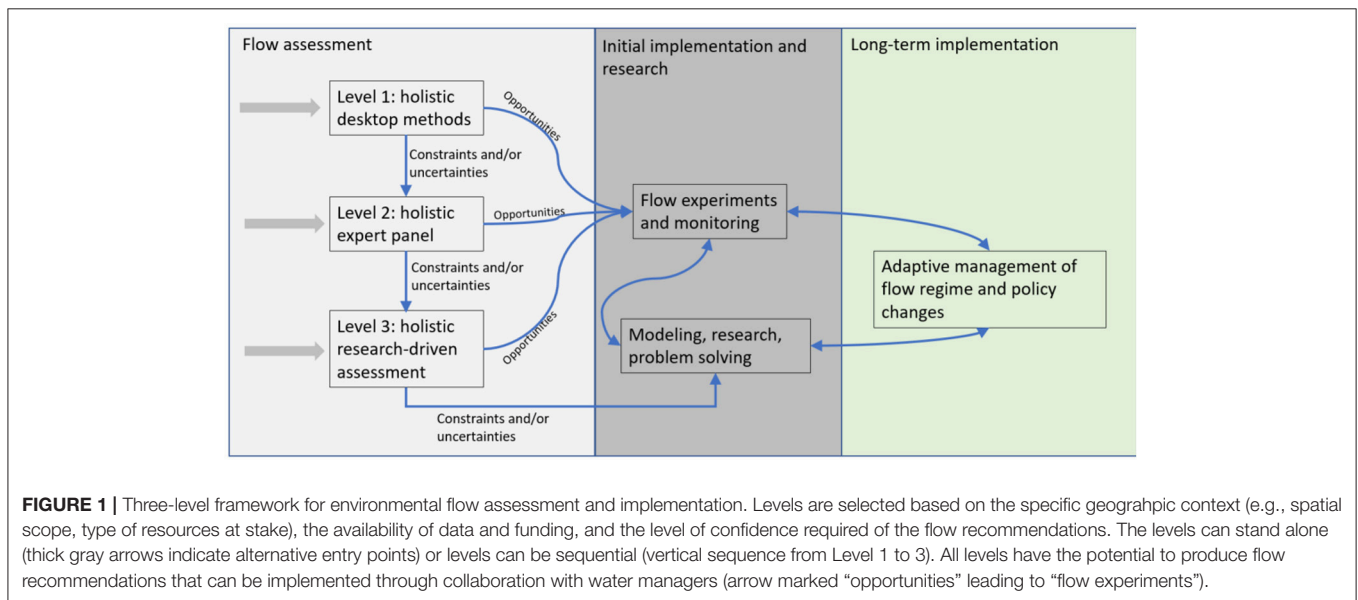 Flow assessment
Initial implementation and
research
Long-term implementation
Level 1: holistic
desktop methods
Opportunities
Constraints and/or
uncertainties
Level 2: holistic
expert panel
Opportunities
Flow experiments
and monitoring
Constraints and/or
uncertainties
Adaptive management of
flow regime and policy
changes
Level 3: holistic
research-driven
assessment
Opportunities
Modeling, research,
problem solving
Constraints and/or
uncertainties
FIGURE 1 | Three-level framework for environmental flow assessment and implementation. Levels are selected based on the specific geograhpic context (e.g., spatial
scope, type of resources at stake), the availability of data and funding, and the level of confidence required of the flow recommendations. The levels can stand alone
(thick gray arrows indicate alternative entry points) or levels can be sequential (vertical sequence from Level 1 to 3). All levels have the potential to produce flow
recommendations that can be implemented through collaboration with water managers (arrow marked “opportunities” leading to “flow experiments”).